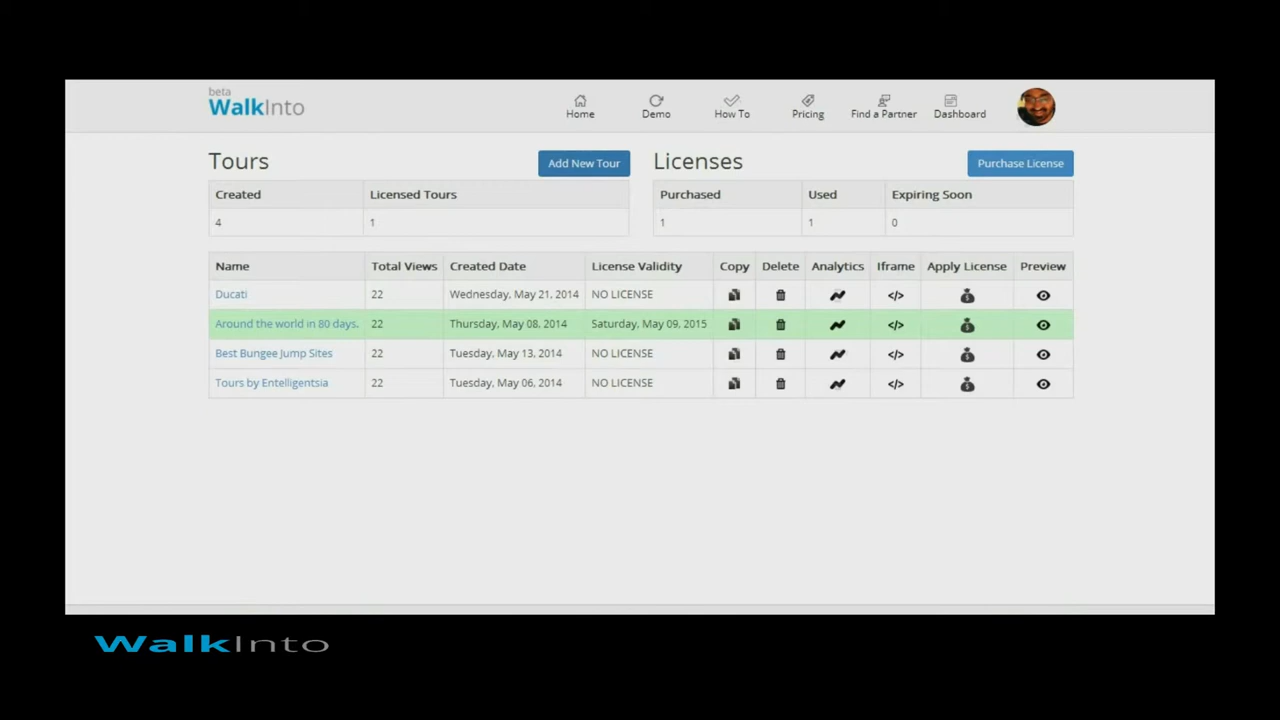 beta
WalkInto
Home Demo How To Pricing Find a Partner Dashboard
Tours Add New Tour Licenses Purchase License
Created Licensed Tours Purchased Used Expiring Soon
4 1 1 1 0
Name Total Views Created Date License Validity Copy Delete Analytics Iframe Apply License Preview
Ducati 22 Wednesday, May 21, 2014 NO LICENSE </>
Around the world in 80 days. 22 Thursday, May 08, 2014 Saturday, May 09, 2015 </>
Best Bungee Jump Sites 22 Tuesday, May 13, 2014 NO LICENSE </>
Tours by Entelligentsia 22 Tuesday, May 06, 2014 NO LICENSE </>
WalkInto